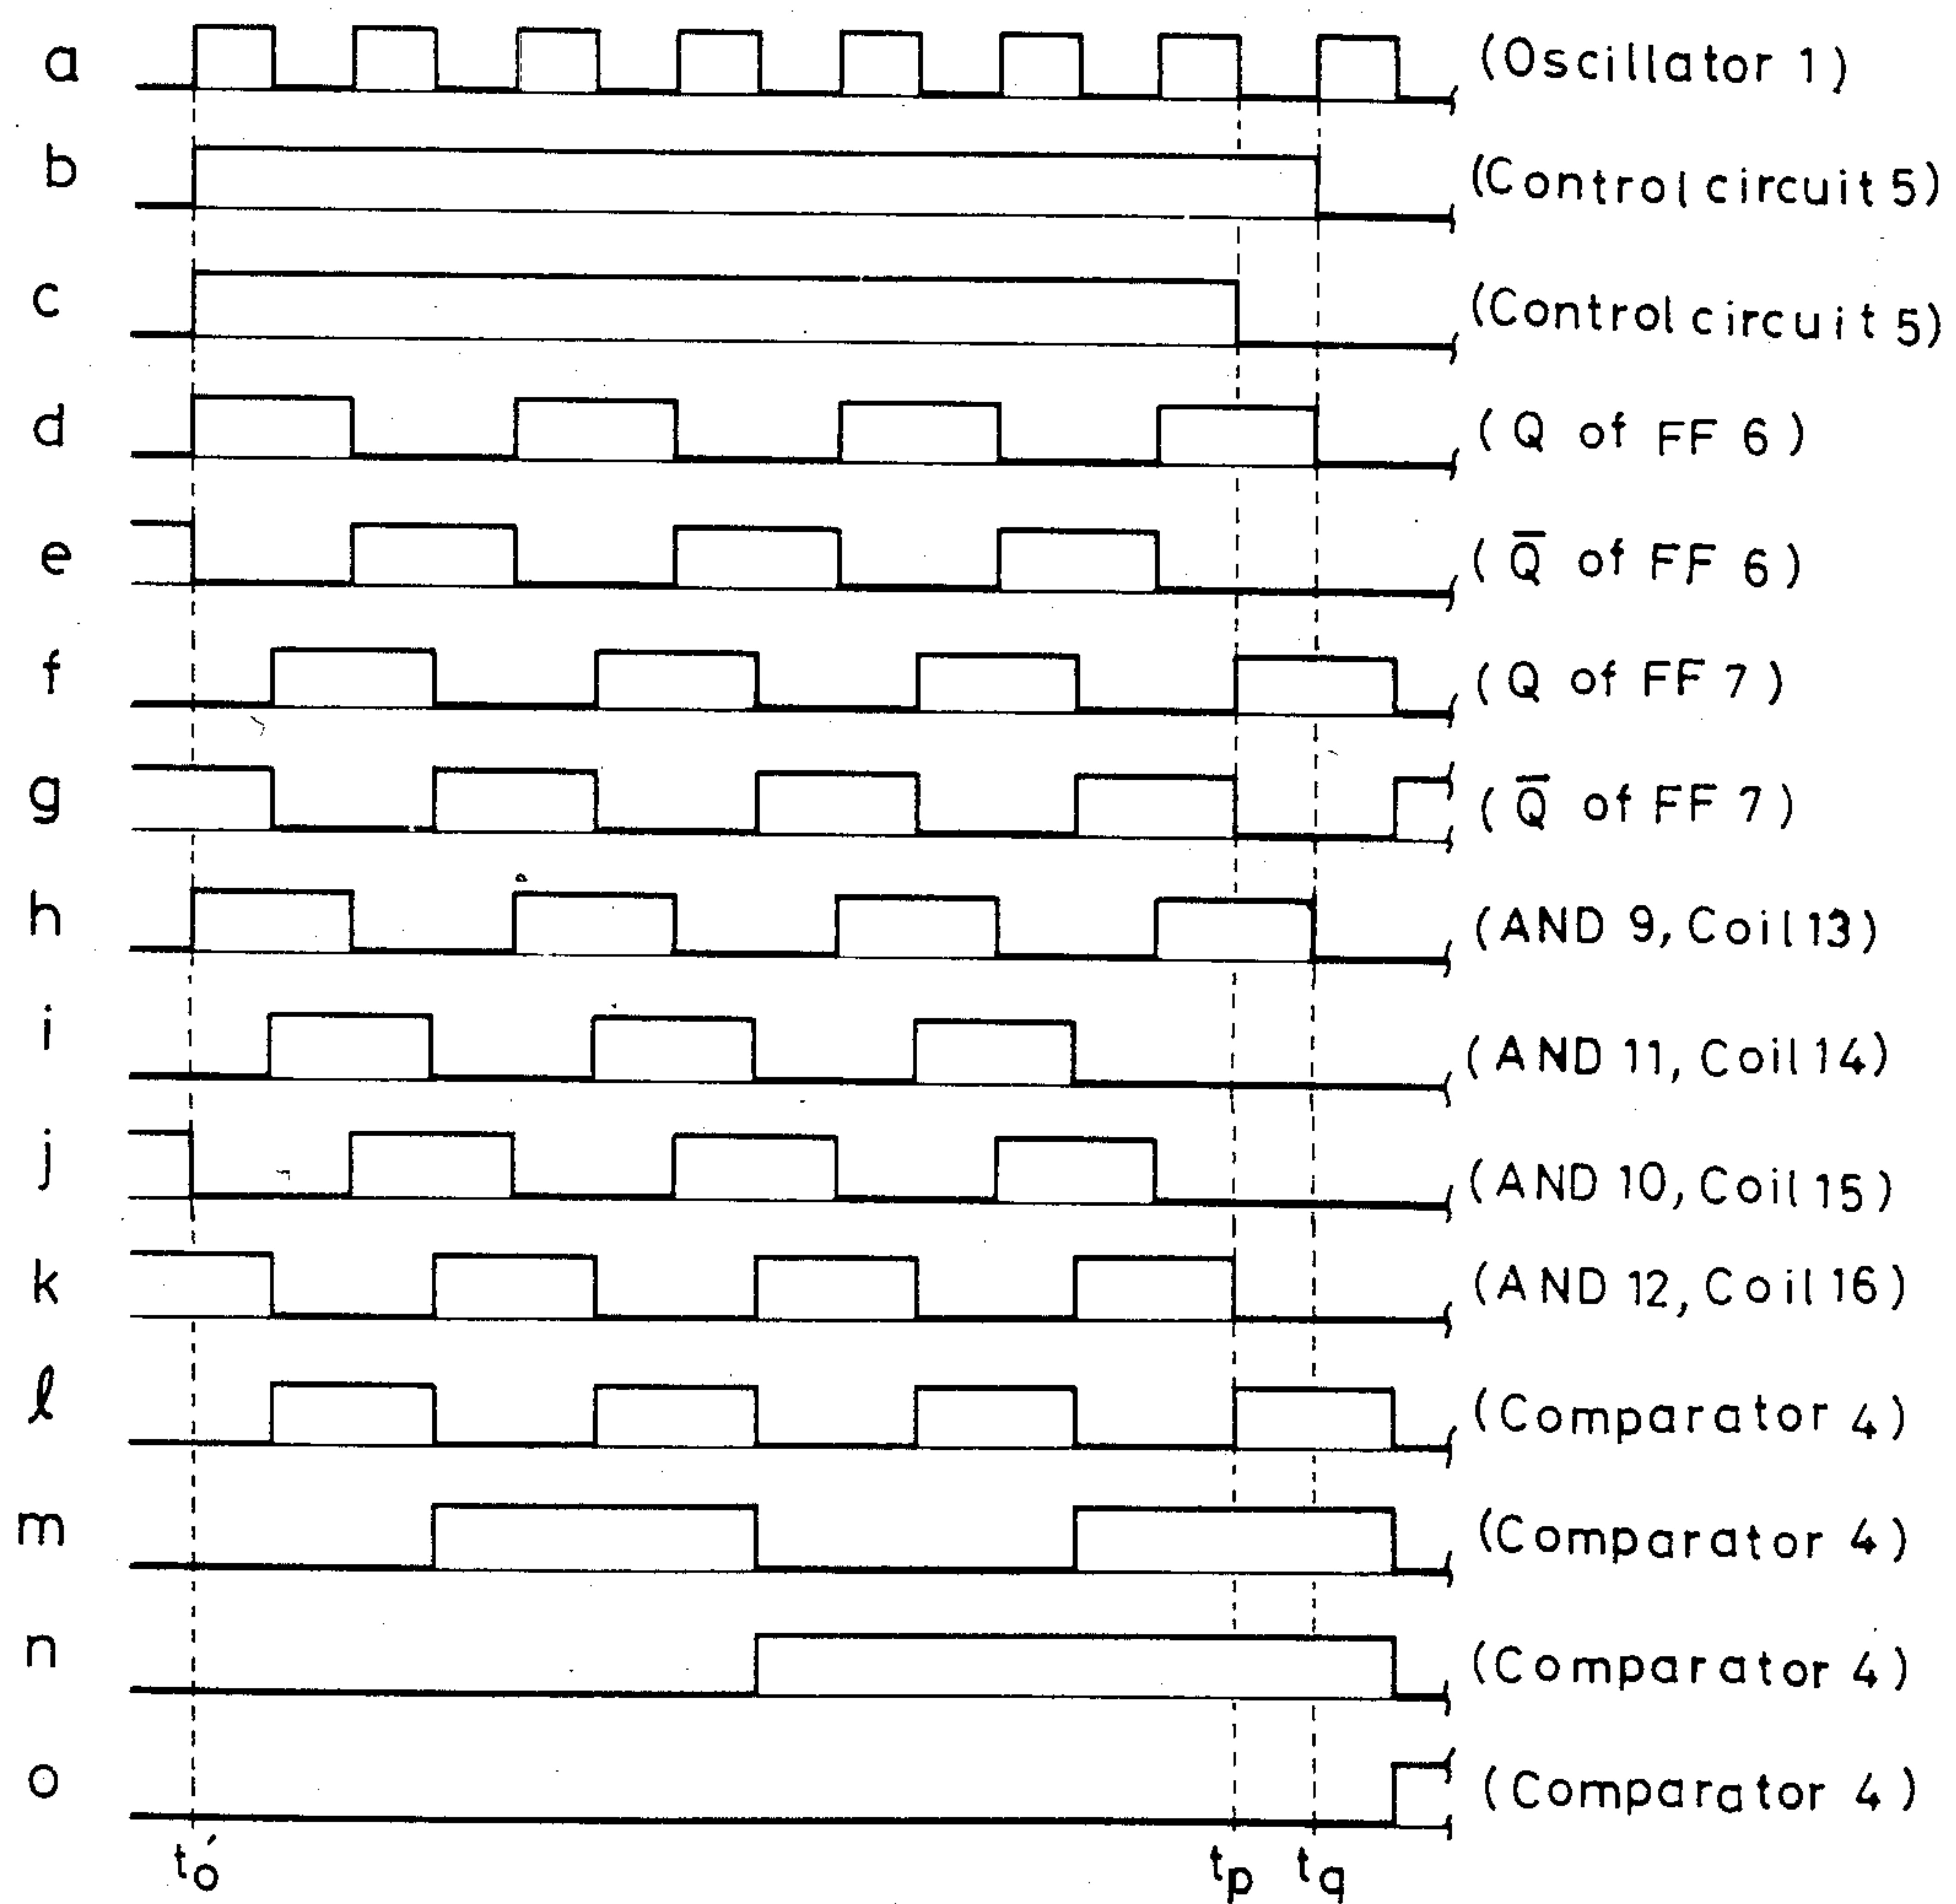 a (Oscillator 1)
b (Control circuit 5)
c (Control circuit 5)
d (Q of FF 6)
e (Q̅ of FF 6)
f (Q of FF 7)
g (Q̅ of FF 7)
h (AND 9, Coil 13)
i (AND 11, Coil 14)
j (AND 10, Coil 15)
k (AND 12, Coil 16)
ℓ (Comparator 4)
m (Comparator 4)
n (Comparator 4)
o (Comparator 4)
to' tp tq